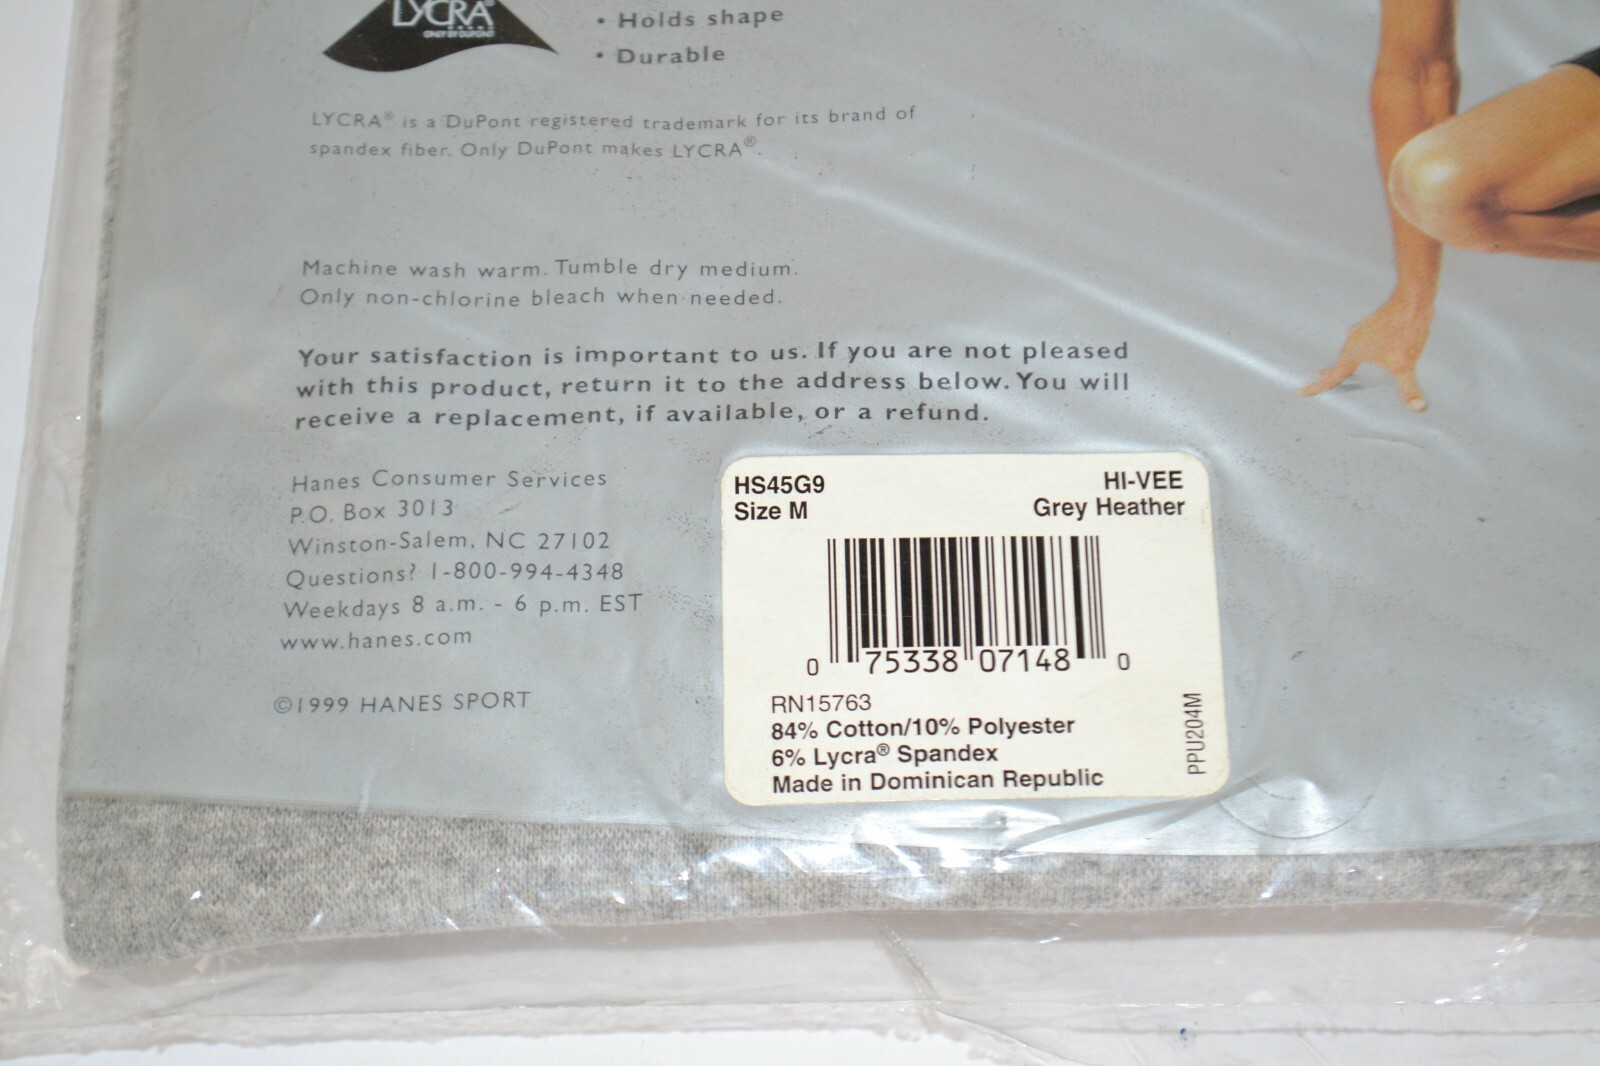 LYCRA®
ONLY BY DUPONT
• Holds shape
• Durable
LYCRA® is a DuPont registered trademark for its brand of
spandex fiber. Only DuPont makes LYCRA®.
Machine wash warm. Tumble dry medium.
Only non-chlorine bleach when needed.
Your satisfaction is important to us. If you are not pleased
with this product, return it to the address below. You will
receive a replacement, if available, or a refund.
Hanes Consumer Services
P.O. Box 3013
Winston-Salem, NC 27102
Questions? 1-800-994-4348
Weekdays 8 a.m. - 6 p.m. EST
www.hanes.com
©1999 HANES SPORT
HS45G9 HI-VEE
Size M Grey Heather
0 75338 07148 0
RN15763
84% Cotton/10% Polyester
6% Lycra® Spandex
Made in Dominican Republic
PPU204M